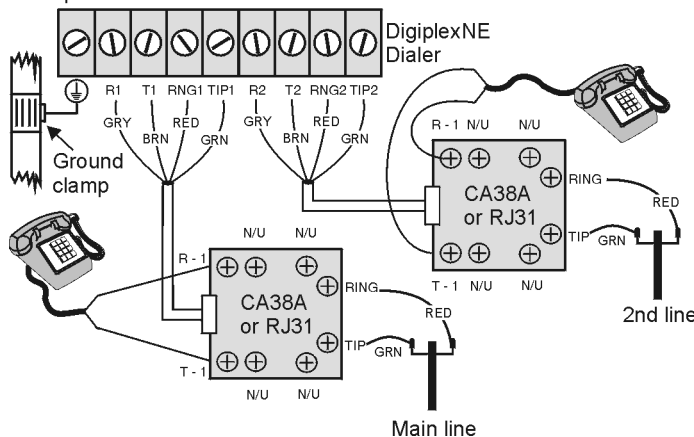 DigiplexNE
Dialer
R1 T1 RNG1 TIP1 R2 T2 RNG2 TIP2
GRY BRN RED GRN GRY BRN RED GRN
Ground
clamp
R - 1 N/U N/U
CA38A
or RJ31
RING
RED
TIP GRN
T - 1 N/U N/U
2nd line
N/U N/U
R - 1
CA38A
or RJ31
RING
RED
TIP GRN
T - 1
N/U N/U
Main line